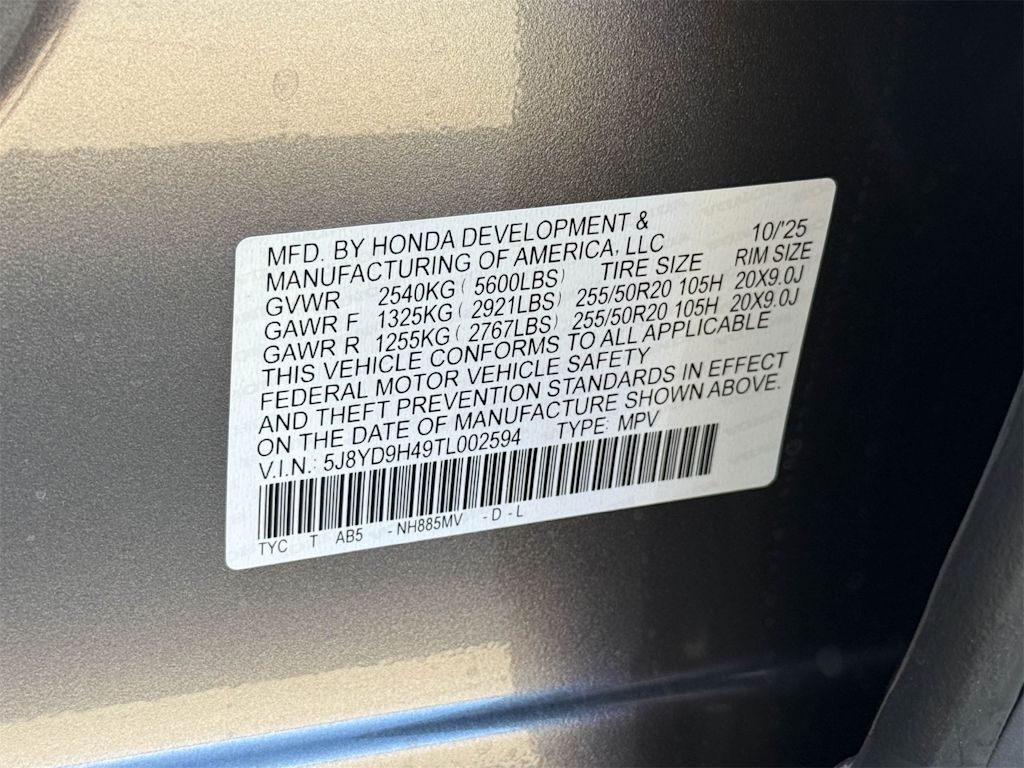 MFD. BY HONDA DEVELOPMENT & 10/'25
MANUFACTURING OF AMERICA, LLC
GVWR 2540KG ( 5600LBS) TIRE SIZE RIM SIZE
GAWR F 1325KG ( 2921LBS) 255/50R20 105H 20X9.0J
GAWR R 1255KG ( 2767LBS) 255/50R20 105H 20X9.0J
THIS VEHICLE CONFORMS TO ALL APPLICABLE
FEDERAL MOTOR VEHICLE SAFETY
AND THEFT PREVENTION STANDARDS IN EFFECT
ON THE DATE OF MANUFACTURE SHOWN ABOVE.
V.I.N.: 5J8YD9H49TL002594 TYPE: MPV
TYC T AB5 - NH885MV - D - L